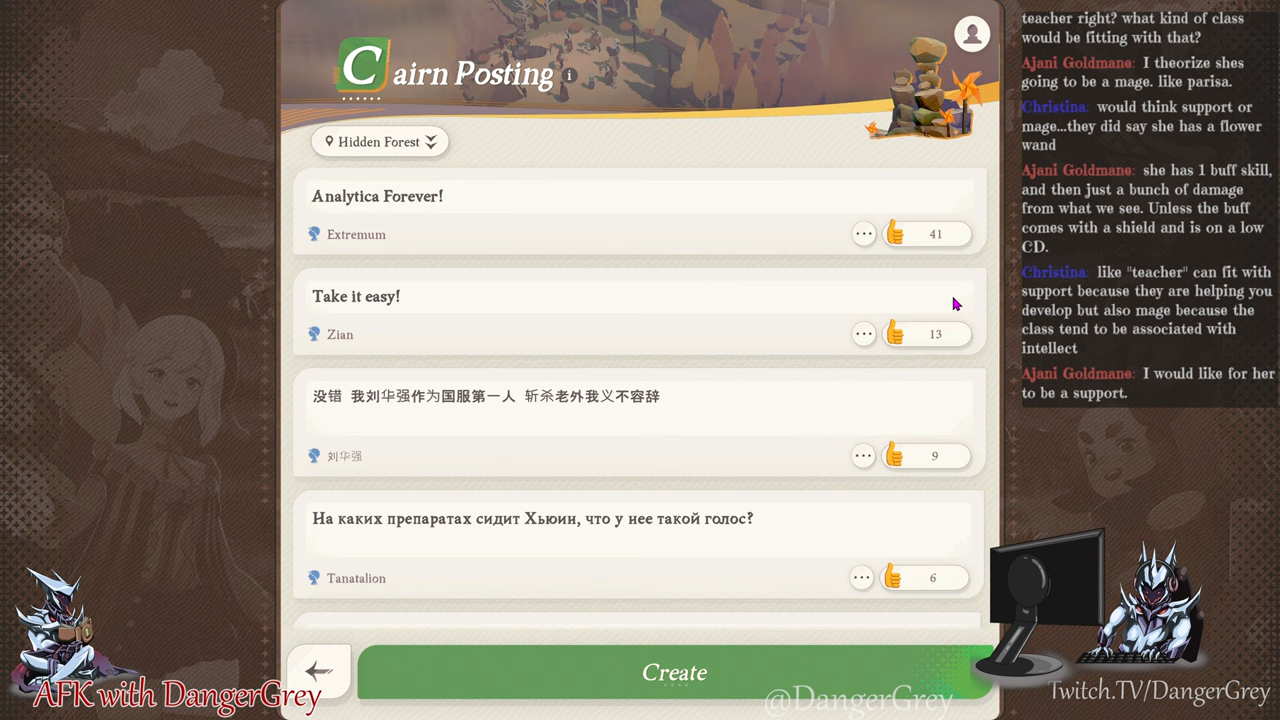 Cairn Posting
Hidden Forest
Analytica Forever!
Extremum
41
Take it easy!
Zian
13
没错 我刘华强作为国服第一人 斩杀老外我义不容辞
刘华强
9
На каких препаратах сидит Хьюин, что у нее такой голос?
Tanatalion
6
Create
teacher right? what kind of class
would be fitting with that?
Ajani Goldmane: I theorize shes
going to be a mage. like parisa.
Christina: would think support or
mage...they did say she has a flower
wand
Ajani Goldmane: she has 1 buff skill,
and then just a bunch of damage
from what we see. Unless the buff
comes with a shield and is on a low
CD.
Christina: like "teacher" can fit with
support because they are helping you
develop but also mage because the
class tend to be associated with
intellect
Ajani Goldmane: I would like for her
to be a support.
AFK with DangerGrey
@DangerGrey
Twitch.TV/DangerGrey